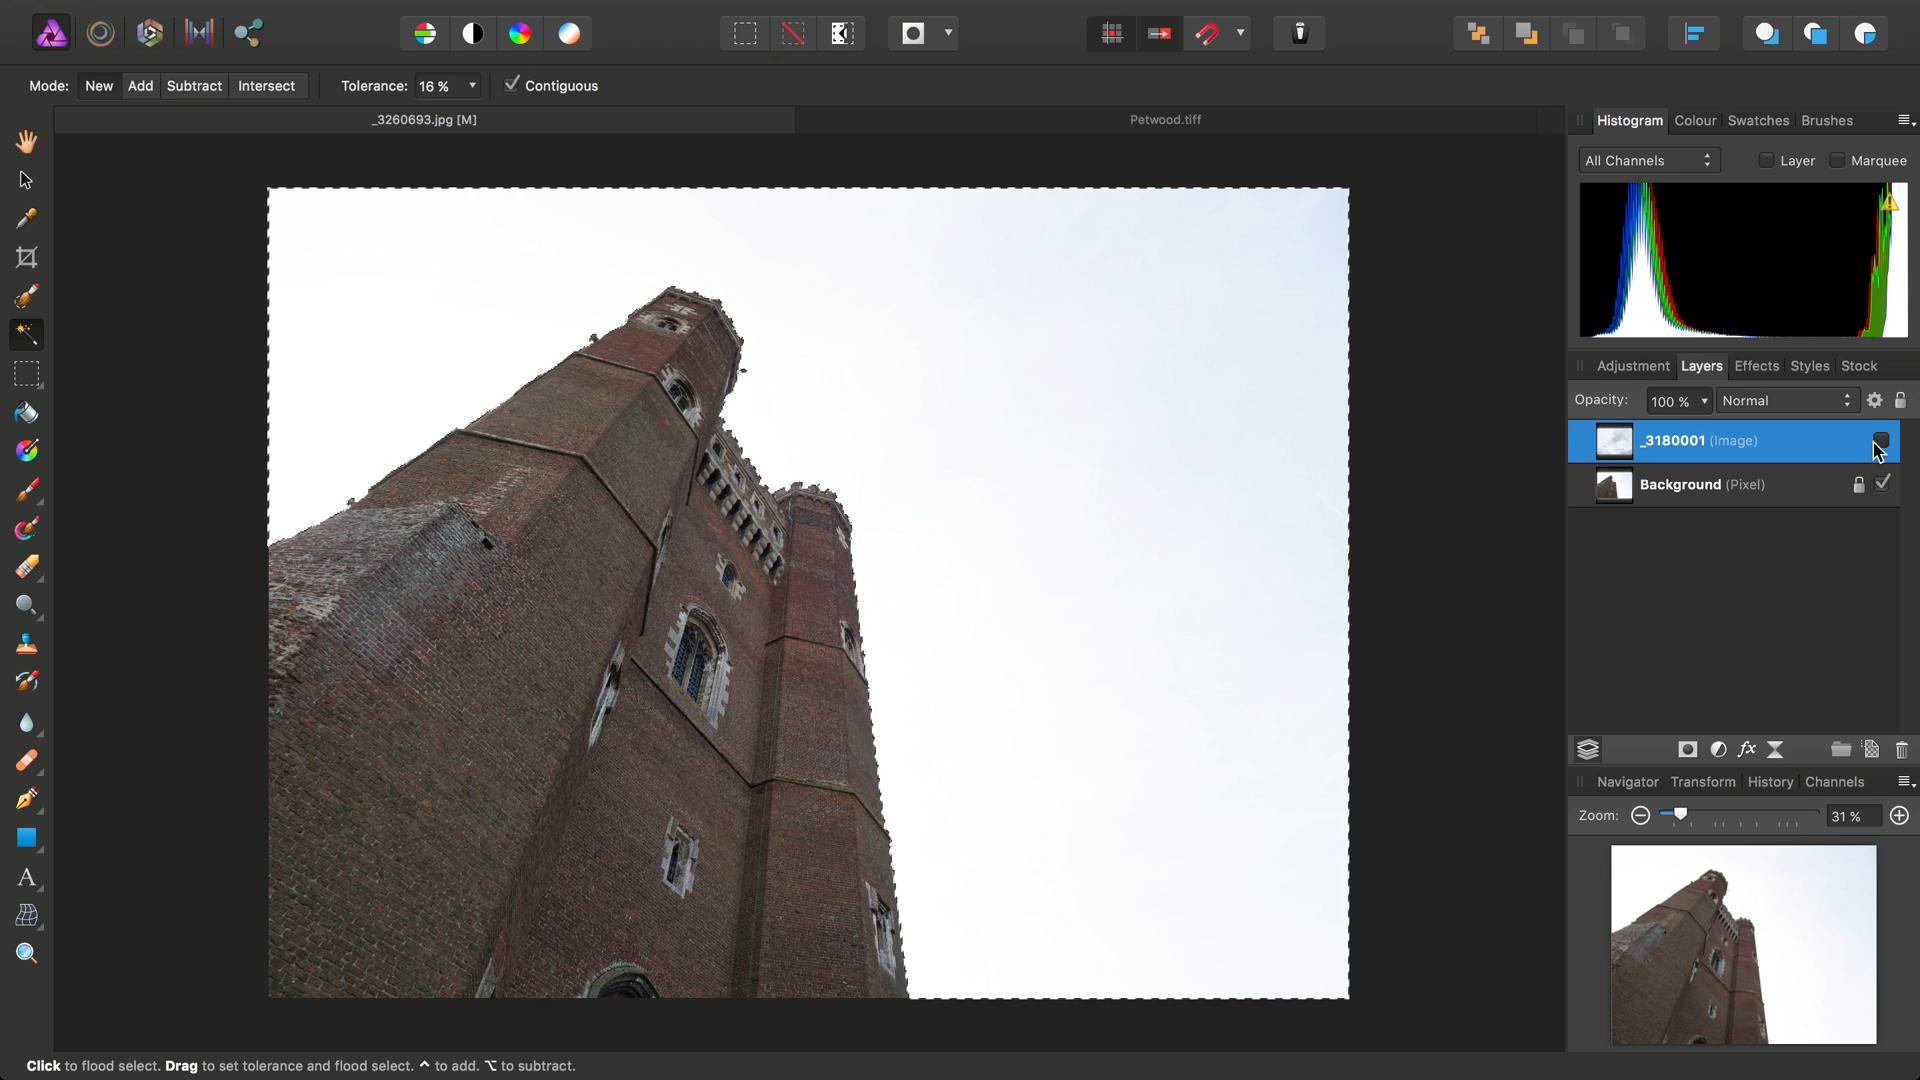 Mode: New Add Subtract Intersect Tolerance: 16 % Contiguous
_3260693.jpg [M] Petwood.tiff
Histogram Colour Swatches Brushes
All Channels Layer Marquee
Adjustment Layers Effects Styles Stock
Opacity: 100 % Normal
_3180001 (Image)
Background (Pixel)
fx
Navigator Transform History Channels
Zoom: 31 %
A
Click to flood select. Drag to set tolerance and flood select. ^ to add. ⌥ to subtract.